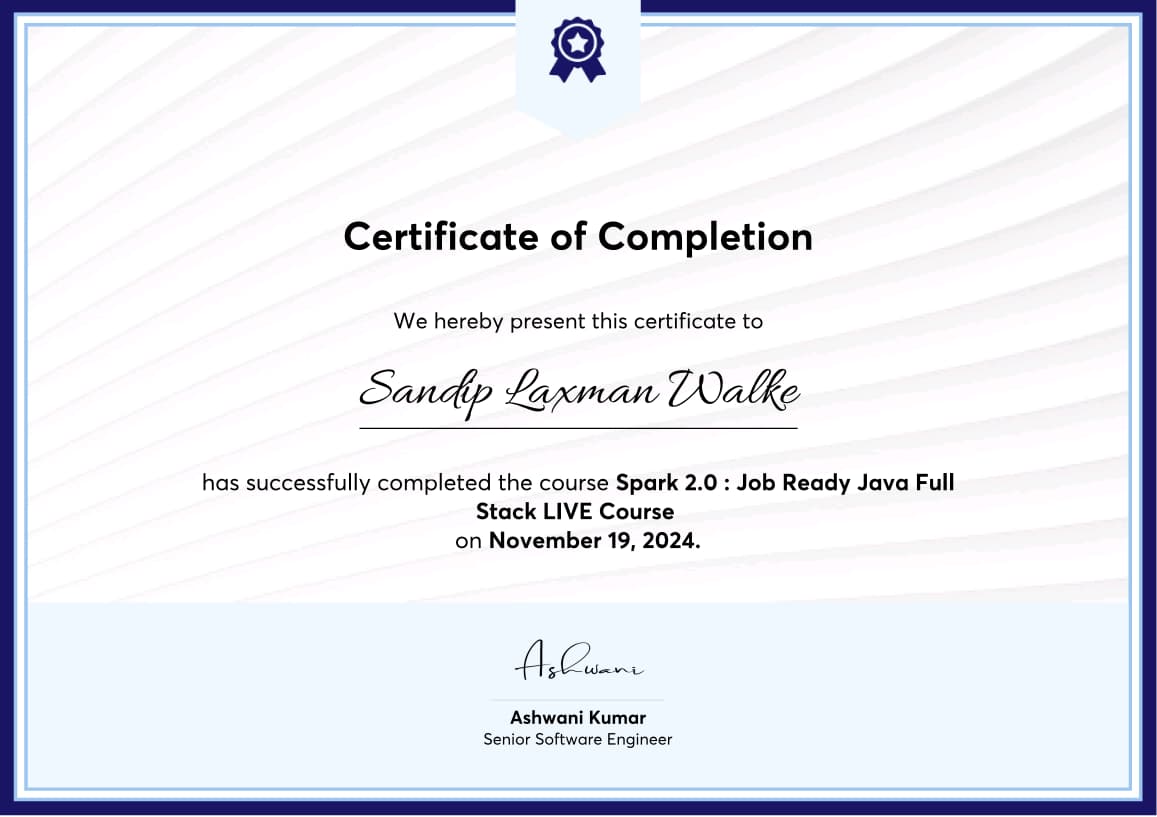 Certificate of Completion
We hereby present this certificate to
Sandip Laxman Walke
has successfully completed the course Spark 2.0 : Job Ready Java Full
Stack LIVE Course
on November 19, 2024.
Ashwani
Ashwani Kumar
Senior Software Engineer